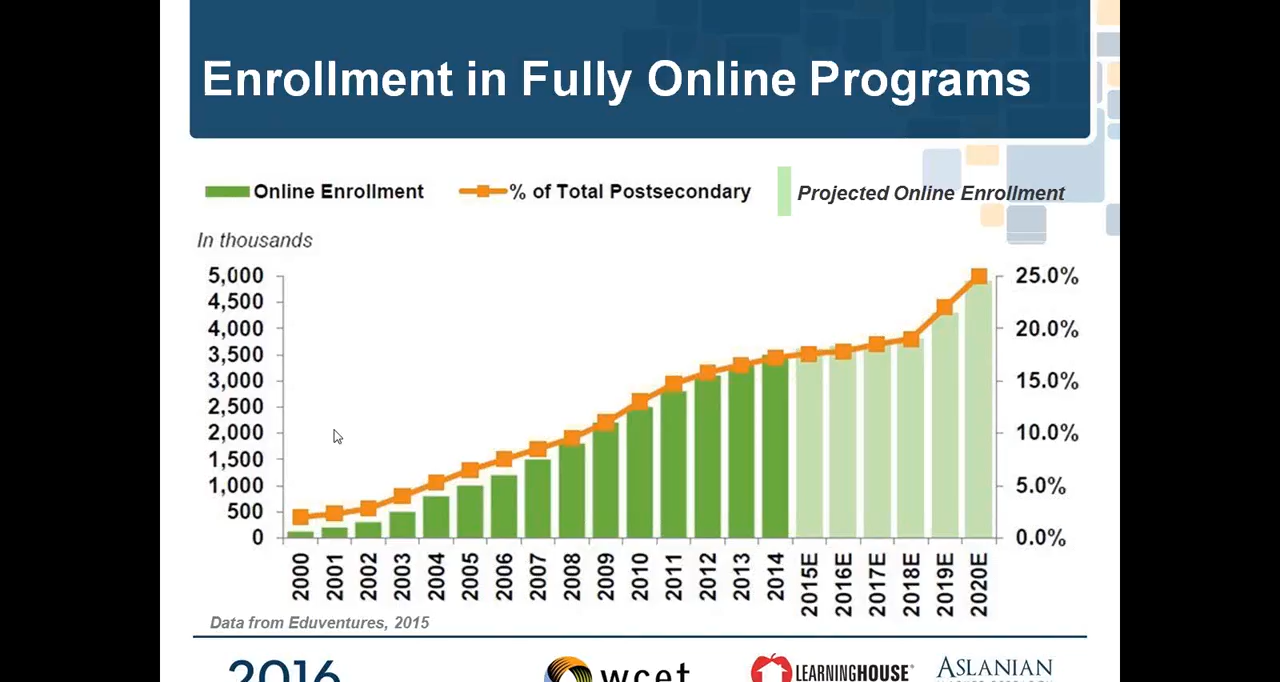 Enrollment in Fully Online Programs
Online Enrollment
% of Total Postsecondary
Projected Online Enrollment
In thousands
5,000
4,500
4,000
3,500
3,000
2,500
2,000
1,500
1,000
500
0
25.0%
20.0%
15.0%
10.0%
5.0%
0.0%
2000
2001
2002
2003
2004
2005
2006
2007
2008
2009
2010
2011
2012
2013
2014
2015E
2016E
2017E
2018E
2019E
2020E
Data from Eduventures, 2015
2016
wcet
LEARNINGHOUSE®
ASLANIAN